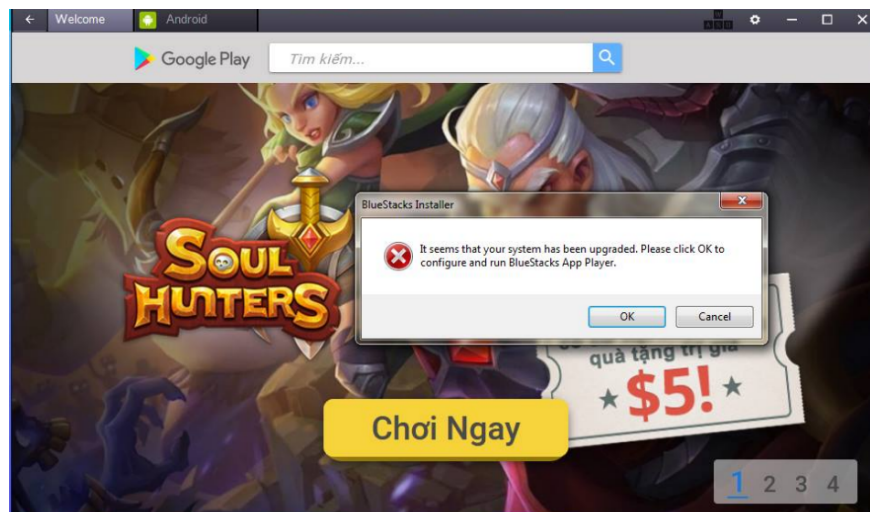 Welcome
Android
Google Play
Tìm kiếm...
BlueStacks Installer
It seems that your system has been upgraded. Please click OK to
configure and run BlueStacks App Player.
OK
Cancel
SOUL
HUNTERS
quà tặng trị giá
$5!
Chơi Ngay
1 2 3 4